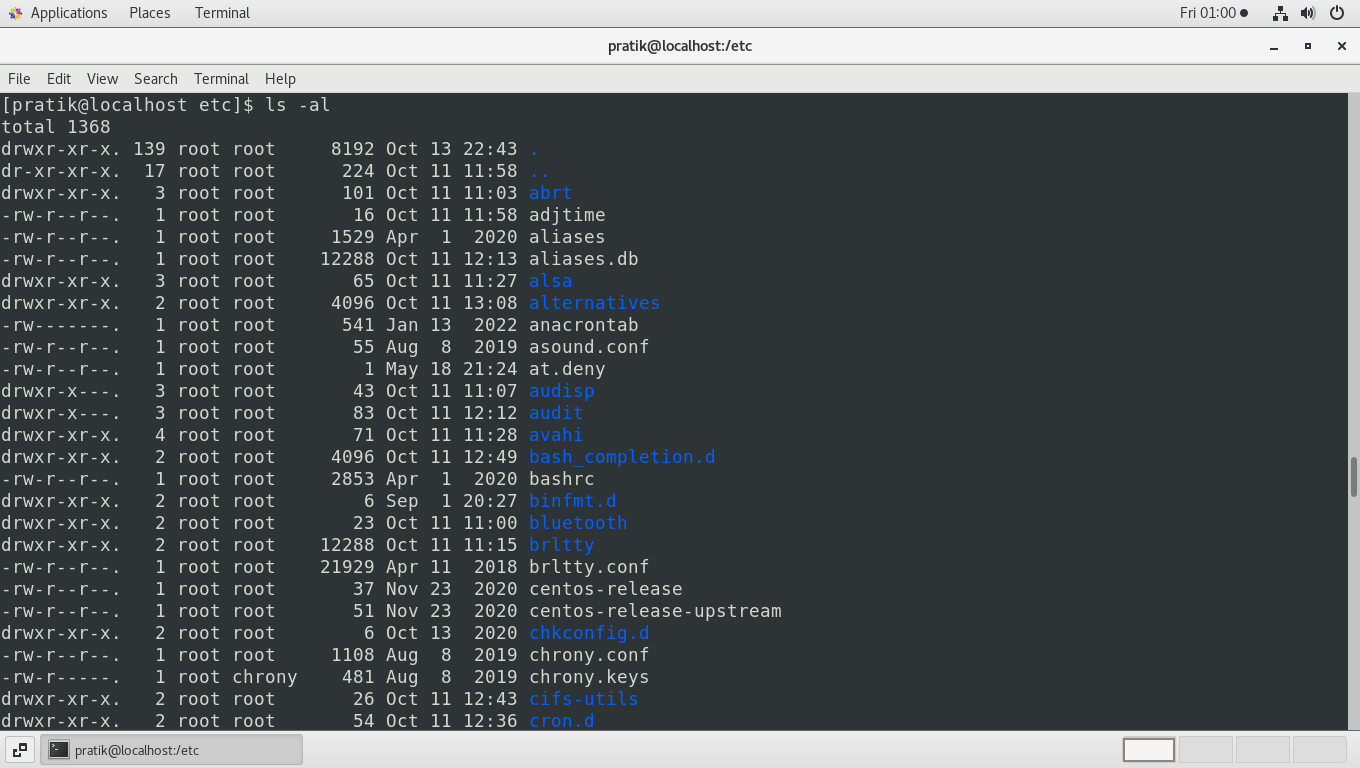 Applications Places Terminal Fri 01:00
pratik@localhost:/etc
File Edit View Search Terminal Help
[pratik@localhost etc]$ ls -al
total 1368
drwxr-xr-x. 139 root root     8192 Oct 13 22:43 .
dr-xr-xr-x.  17 root root      224 Oct 11 11:58 ..
drwxr-xr-x.   3 root root      101 Oct 11 11:03 abrt
-rw-r--r--.   1 root root       16 Oct 11 11:58 adjtime
-rw-r--r--.   1 root root     1529 Apr  1  2020 aliases
-rw-r--r--.   1 root root    12288 Oct 11 12:13 aliases.db
drwxr-xr-x.   3 root root       65 Oct 11 11:27 alsa
drwxr-xr-x.   2 root root     4096 Oct 11 13:08 alternatives
-rw-------.   1 root root      541 Jan 13  2022 anacrontab
-rw-r--r--.   1 root root       55 Aug  8  2019 asound.conf
-rw-r--r--.   1 root root        1 May 18 21:24 at.deny
drwxr-x---.   3 root root       43 Oct 11 11:07 audisp
drwxr-x---.   3 root root       83 Oct 11 12:12 audit
drwxr-xr-x.   4 root root       71 Oct 11 11:28 avahi
drwxr-xr-x.   2 root root     4096 Oct 11 12:49 bash_completion.d
-rw-r--r--.   1 root root     2853 Apr  1  2020 bashrc
drwxr-xr-x.   2 root root        6 Sep  1 20:27 binfmt.d
drwxr-xr-x.   2 root root       23 Oct 11 11:00 bluetooth
drwxr-xr-x.   2 root root    12288 Oct 11 11:15 brltty
-rw-r--r--.   1 root root    21929 Apr 11  2018 brltty.conf
-rw-r--r--.   1 root root       37 Nov 23  2020 centos-release
-rw-r--r--.   1 root root       51 Nov 23  2020 centos-release-upstream
drwxr-xr-x.   2 root root        6 Oct 13  2020 chkconfig.d
-rw-r--r--.   1 root root     1108 Aug  8  2019 chrony.conf
-rw-r-----.   1 root chrony    481 Aug  8  2019 chrony.keys
drwxr-xr-x.   2 root root       26 Oct 11 12:43 cifs-utils
drwxr-xr-x.   2 root root       54 Oct 11 12:36 cron.d
pratik@localhost:/etc